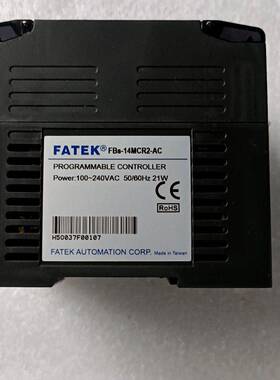 FATEK® FBs-14MCR2-AC
PROGRAMMABLE CONTROLLER
Power:100~240VAC 50/60Hz 21W
CE
RoHS
H50037F00107
FATEK AUTOMATION CORP. Made in Taiwan